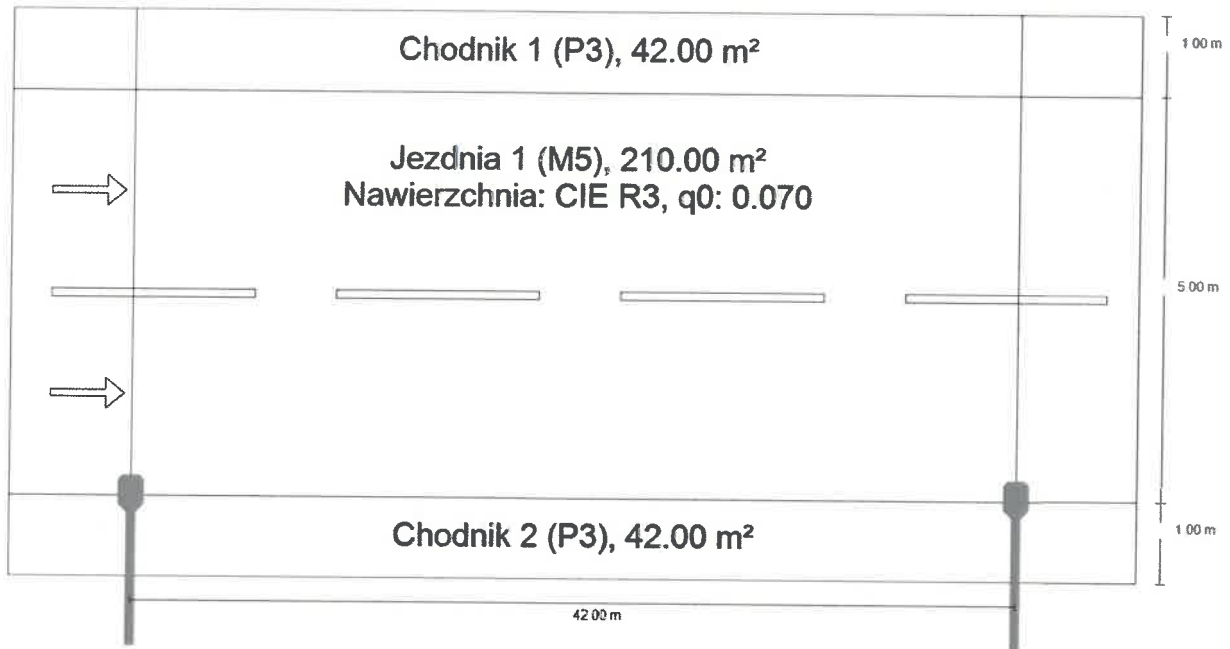 Chodnik 1 (P3), 42.00 m²
1.00 m
Jezdnia 1 (M5), 210.00 m²
Nawierzchnia: CIE R3, q0: 0.070
5.00 m
Chodnik 2 (P3), 42.00 m²
1.00 m
42.00 m